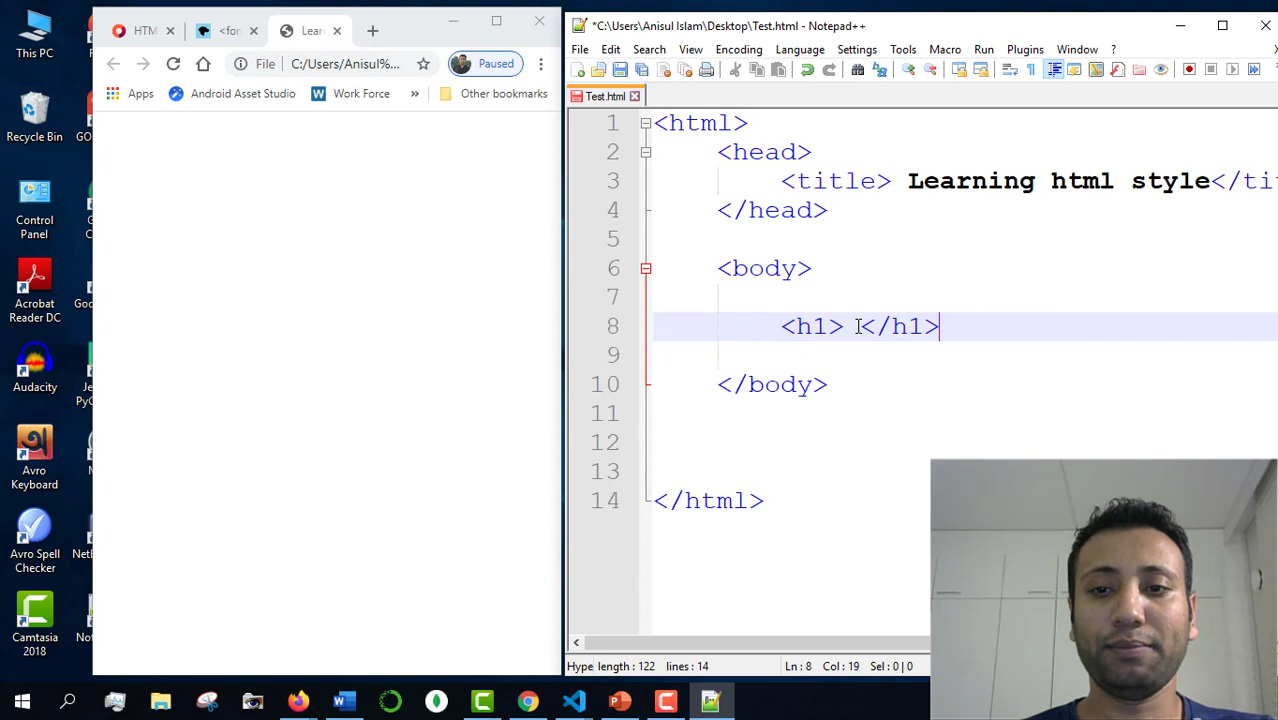 This PC
Recycle Bin
Control Panel
Acrobat Reader DC
Audacity
Avro Keyboard
Avro Spell Checker
Camtasia 2018
HTM
<for
Lear
File C:/Users/Anisul%... Paused
Apps Android Asset Studio Work Force » Other bookmarks
*C:\Users\Anisul Islam\Desktop\Test.html - Notepad++
File Edit Search View Encoding Language Settings Tools Macro Run Plugins Window ?
Test.html
1 <html>
2 <head>
3 <title> Learning html style</tit
4 </head>
5
6 <body>
7
8 <h1> </h1>
9
10 </body>
11
12
13
14 </html>
Hype length : 122 lines : 14 Ln : 8 Col : 19 Sel : 0 | 0